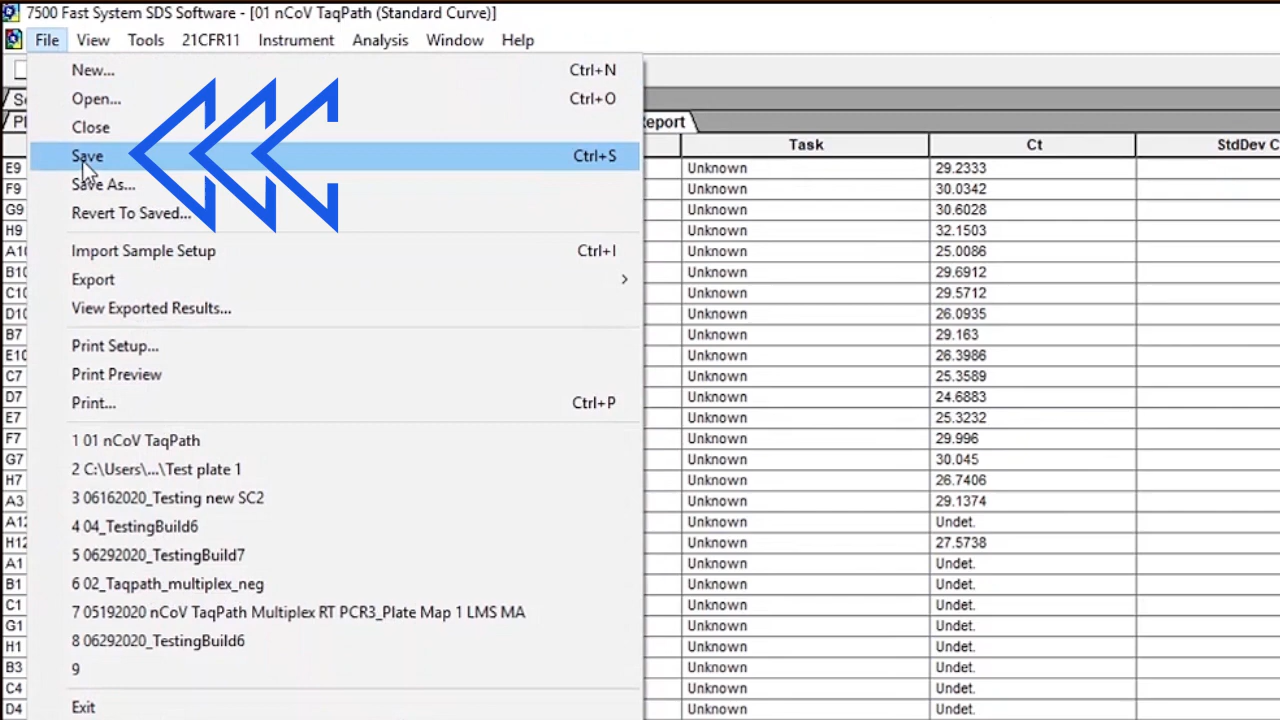 7500 Fast System SDS Software - [01 nCoV TaqPath (Standard Curve)]
File View Tools 21CFR11 Instrument Analysis Window Help
New... Ctrl+N
Open... Ctrl+O
Close
Save Ctrl+S
Save As...
Revert To Saved...
Import Sample Setup Ctrl+I
Export
View Exported Results...
Print Setup...
Print Preview
Print... Ctrl+P
1 01 nCoV TaqPath
2 C:\Users\...\Test plate 1
3 06162020_Testing new SC2
4 04_TestingBuild6
5 06292020_TestingBuild7
6 02_Taqpath_multiplex_neg
7 05192020 nCoV TaqPath Multiplex RT PCR3_Plate Map 1 LMS MA
8 06292020_TestingBuild6
9
Exit
Report
Task Ct StdDev C
E9 Unknown 29.2333
F9 Unknown 30.0342
G9 Unknown 30.6028
H9 Unknown 32.1503
A10 Unknown 25.0086
B10 Unknown 29.6912
C10 Unknown 29.5712
D10 Unknown 26.0935
B7 Unknown 29.163
E10 Unknown 26.3986
C7 Unknown 25.3589
D7 Unknown 24.6883
E7 Unknown 25.3232
F7 Unknown 29.996
G7 Unknown 30.045
H7 Unknown 26.7406
A3 Unknown 29.1374
A12 Unknown Undet.
H12 Unknown 27.5738
A1 Unknown Undet.
B1 Unknown Undet.
C1 Unknown Undet.
G1 Unknown Undet.
H1 Unknown Undet.
B3 Unknown Undet.
C4 Unknown Undet.
D4 Unknown Undet.